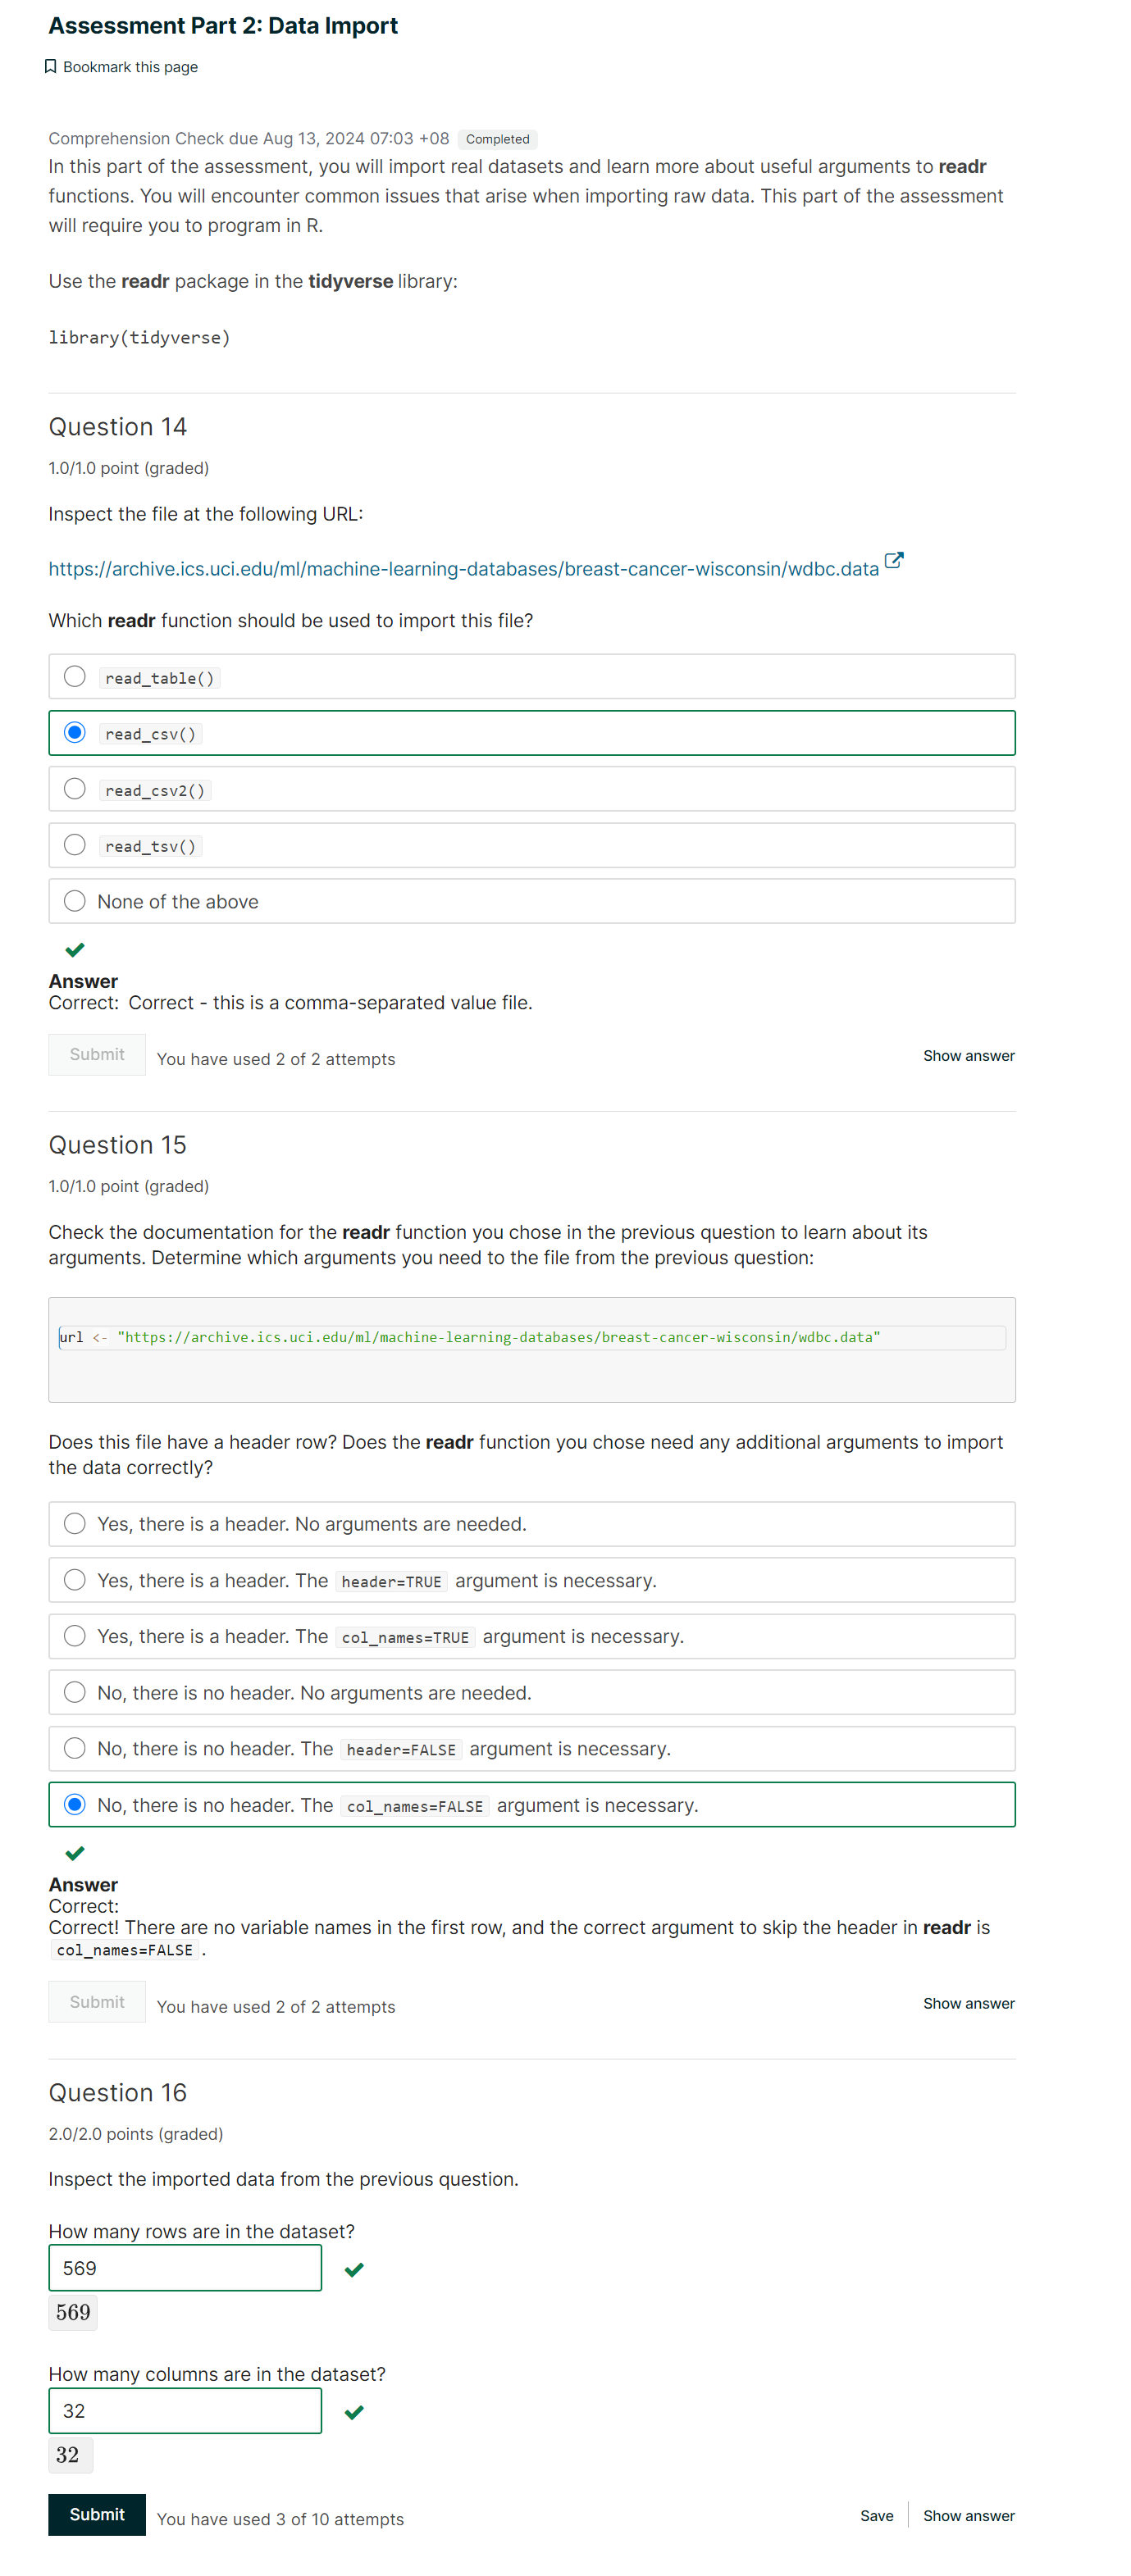 Assessment Part 2: Data Import
Bookmark this page
Comprehension Check due Aug 13, 2024 07:03 +08 Completed
In this part of the assessment, you will import real datasets and learn more about useful arguments to readr
functions. You will encounter common issues that arise when importing raw data. This part of the assessment
will require you to program in R.
Use the readr package in the tidyverse library:
library(tidyverse)
Question 14
1.0/1.0 point (graded)
Inspect the file at the following URL:
https://archive.ics.uci.edu/ml/machine-learning-databases/breast-cancer-wisconsin/wdbc.data
Which readr function should be used to import this file?
read_table()
read_csv()
read_csv2()
read_tsv()
None of the above
Answer
Correct: Correct - this is a comma-separated value file.
Submit You have used 2 of 2 attempts Show answer
Question 15
1.0/1.0 point (graded)
Check the documentation for the readr function you chose in the previous question to learn about its
arguments. Determine which arguments you need to the file from the previous question:
url <- "https://archive.ics.uci.edu/ml/machine-learning-databases/breast-cancer-wisconsin/wdbc.data"
Does this file have a header row? Does the readr function you chose need any additional arguments to import
the data correctly?
Yes, there is a header. No arguments are needed.
Yes, there is a header. The header=TRUE argument is necessary.
Yes, there is a header. The col_names=TRUE argument is necessary.
No, there is no header. No arguments are needed.
No, there is no header. The header=FALSE argument is necessary.
No, there is no header. The col_names=FALSE argument is necessary.
Answer
Correct:
Correct! There are no variable names in the first row, and the correct argument to skip the header in readr is
col_names=FALSE .
Submit You have used 2 of 2 attempts Show answer
Question 16
2.0/2.0 points (graded)
Inspect the imported data from the previous question.
How many rows are in the dataset?
569
569
How many columns are in the dataset?
32
32
Submit You have used 3 of 10 attempts Save Show answer